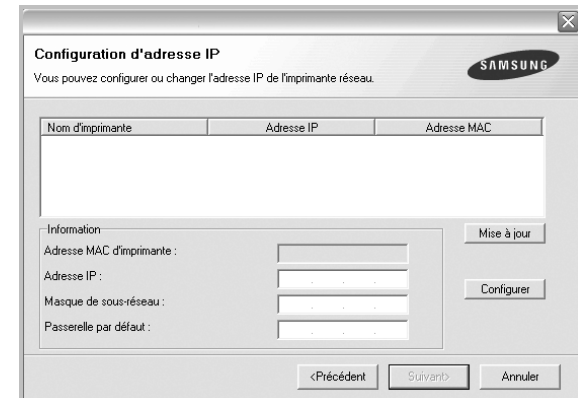 Configuration d'adresse IP
Vous pouvez configurer ou changer l'adresse IP de l'imprimante réseau.
SAMSUNG
Nom d'imprimante Adresse IP Adresse MAC
Information
Mise à jour
Adresse MAC d'imprimante :
Adresse IP :
Configurer
Masque de sous-réseau :
Passerelle par défaut :
<Précédent Suivant> Annuler